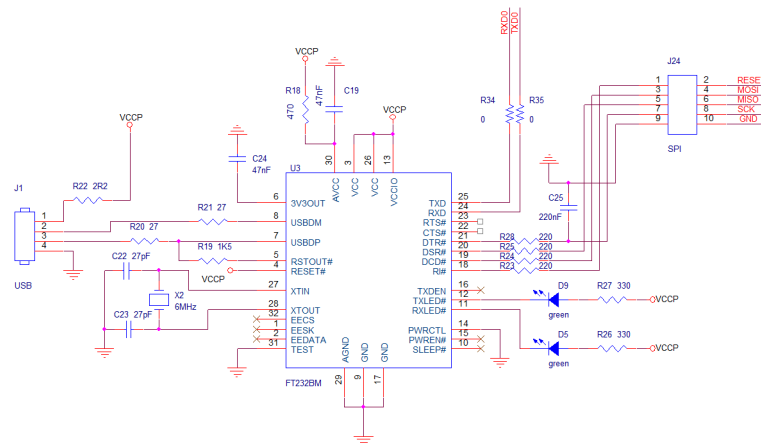 RXD0
TXD0
VCCP
R18
470
47nF
C19
VCCP
R34
0
R35
0
J24
1
2
RESE
3
4
MOSI
5
6
MISO
7
8
SCK
9
10
GND
SPI
VCCP
C24
47nF
U3
30
3
26
13
AVCC
VCC
VCC
VCCIO
J1
R22 2R2
1
2
3
4
USB
R21 27
R20 27
R19 1K5
VCCP
C22 27pF
X2
6MHz
C23 27pF
6
3V3OUT
8
USBDM
7
USBDP
5
RSTOUT#
4
RESET#
27
XTIN
28
XTOUT
32
EECS
1
EESK
2
EEDATA
31
TEST
TXD
25
RXD
24
RTS#
23
CTS#
22
DTR#
21
DSR#
20
DCD#
19
RI#
18
TXDEN
16
TXLED#
12
RXLED#
11
PWRCTL
14
PWREN#
15
SLEEP#
10
C25
220nF
R28
220
R25
220
R24
220
R23
220
D9
green
R27 330
VCCP
D5
green
R26 330
VCCP
AGND
GND
GND
29
9
17
FT232BM